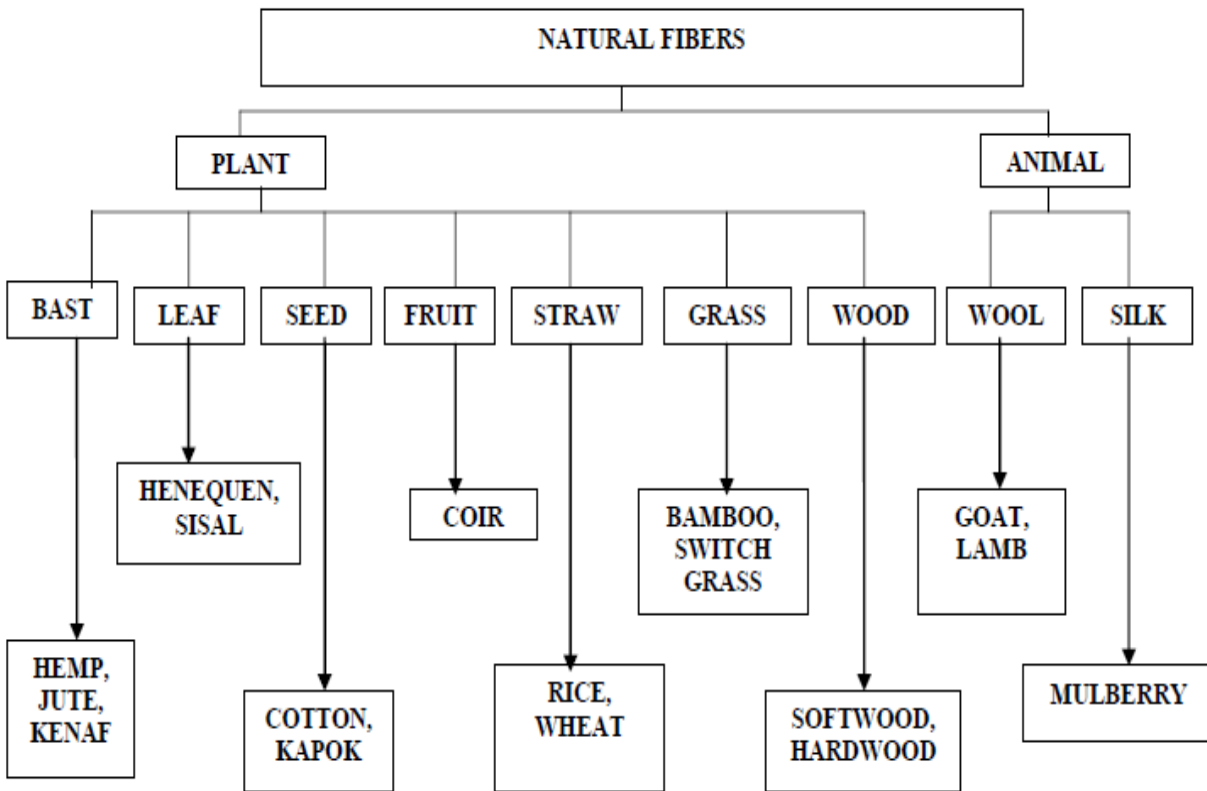 NATURAL FIBERS
PLANT
ANIMAL
BAST
LEAF
SEED
FRUIT
STRAW
GRASS
WOOD
WOOL
SILK
HENEQUEN,
SISAL
COIR
BAMBOO,
SWITCH
GRASS
GOAT,
LAMB
HEMP,
JUTE,
KENAF
COTTON,
KAPOK
RICE,
WHEAT
SOFTWOOD,
HARDWOOD
MULBERRY